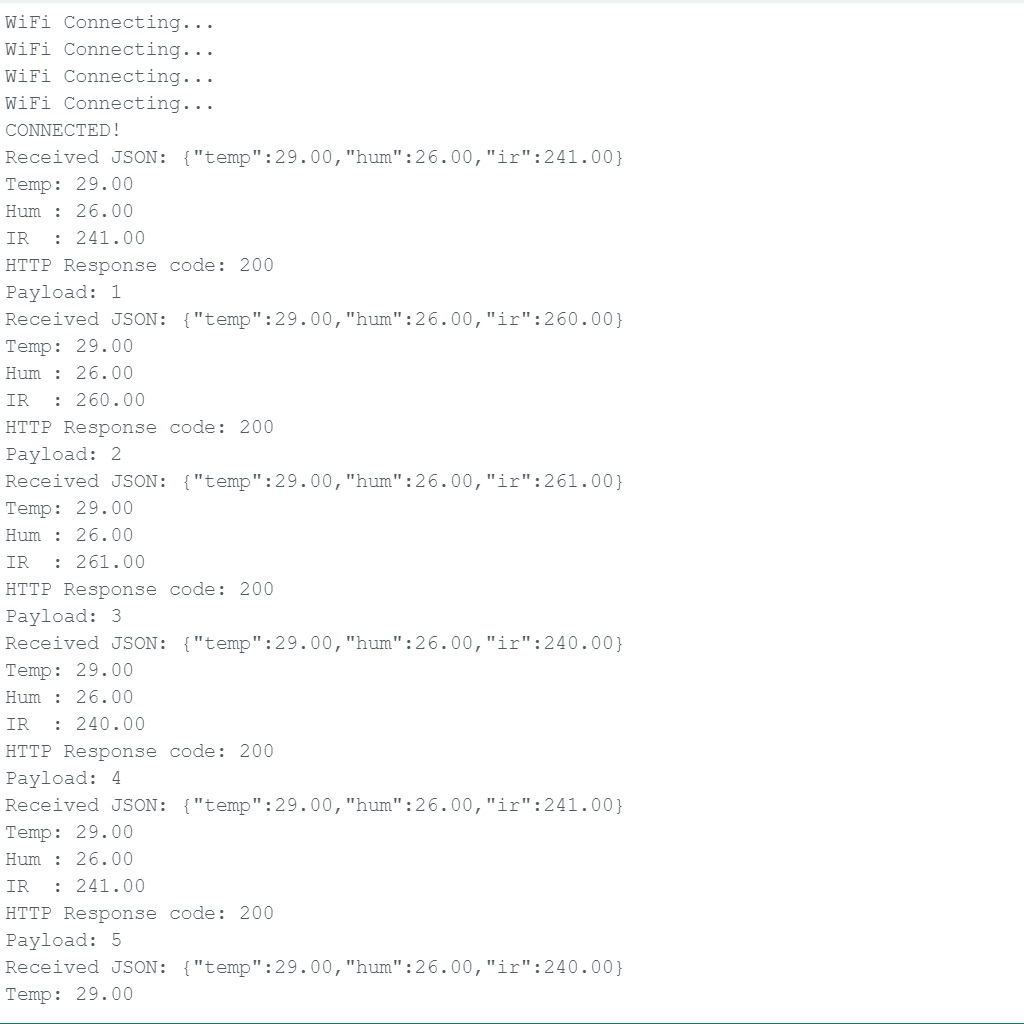 WiFi Connecting...
WiFi Connecting...
WiFi Connecting...
WiFi Connecting...
CONNECTED!
Received JSON: {"temp":29.00,"hum":26.00,"ir":241.00}
Temp: 29.00
Hum : 26.00
IR  : 241.00
HTTP Response code: 200
Payload: 1
Received JSON: {"temp":29.00,"hum":26.00,"ir":260.00}
Temp: 29.00
Hum : 26.00
IR  : 260.00
HTTP Response code: 200
Payload: 2
Received JSON: {"temp":29.00,"hum":26.00,"ir":261.00}
Temp: 29.00
Hum : 26.00
IR  : 261.00
HTTP Response code: 200
Payload: 3
Received JSON: {"temp":29.00,"hum":26.00,"ir":240.00}
Temp: 29.00
Hum : 26.00
IR  : 240.00
HTTP Response code: 200
Payload: 4
Received JSON: {"temp":29.00,"hum":26.00,"ir":241.00}
Temp: 29.00
Hum : 26.00
IR  : 241.00
HTTP Response code: 200
Payload: 5
Received JSON: {"temp":29.00,"hum":26.00,"ir":240.00}
Temp: 29.00